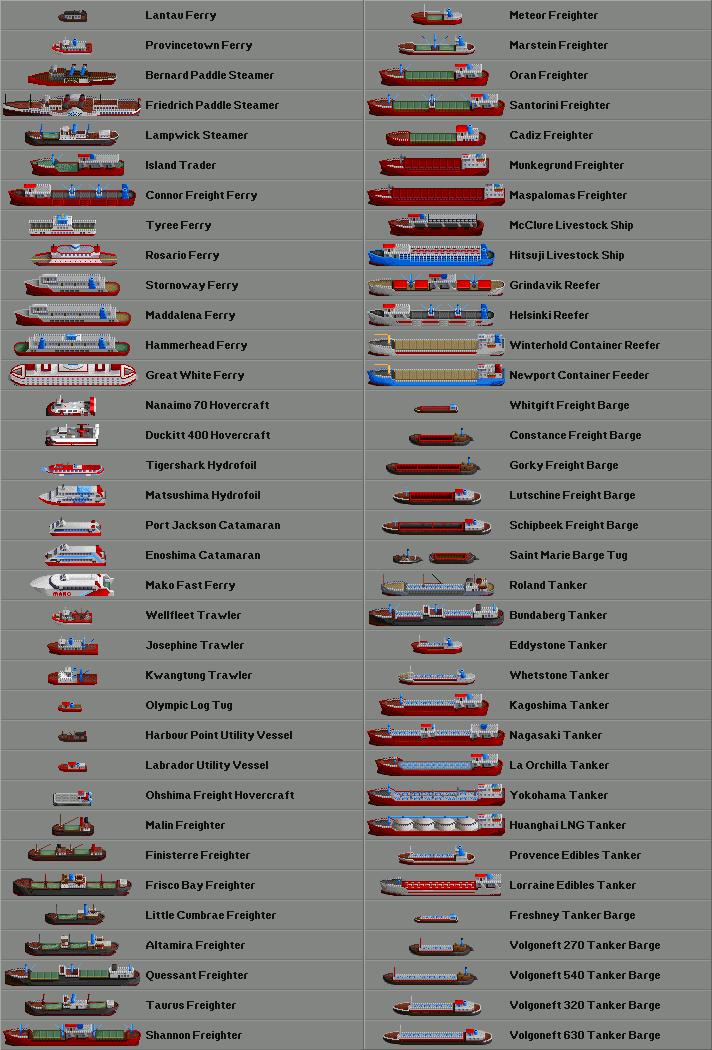 Lantau Ferry
Provincetown Ferry
Bernard Paddle Steamer
Friedrich Paddle Steamer
Lampwick Steamer
Island Trader
Connor Freight Ferry
Tyree Ferry
Rosario Ferry
Stornoway Ferry
Maddalena Ferry
Hammerhead Ferry
Great White Ferry
Nanaimo 70 Hovercraft
Duckitt 400 Hovercraft
Tigershark Hydrofoil
Matsushima Hydrofoil
Port Jackson Catamaran
Enoshima Catamaran
Mako Fast Ferry
MAKO
Wellfleet Trawler
Josephine Trawler
Kwangtung Trawler
Olympic Log Tug
Harbour Point Utility Vessel
Labrador Utility Vessel
Ohshima Freight Hovercraft
Malin Freighter
Finisterre Freighter
Frisco Bay Freighter
Little Cumbrae Freighter
Altamira Freighter
Quessant Freighter
Taurus Freighter
Shannon Freighter
Meteor Freighter
Marstein Freighter
Oran Freighter
Santorini Freighter
Cadiz Freighter
Munkegrund Freighter
Maspalomas Freighter
McClure Livestock Ship
Hitsuji Livestock Ship
Grindavik Reefer
Helsinki Reefer
Winterhold Container Reefer
Newport Container Feeder
Whitgift Freight Barge
Constance Freight Barge
Gorky Freight Barge
Lutschine Freight Barge
Schipbeek Freight Barge
Saint Marie Barge Tug
Roland Tanker
Bundaberg Tanker
Eddystone Tanker
Whetstone Tanker
Kagoshima Tanker
Nagasaki Tanker
La Orchilla Tanker
Yokohama Tanker
Huanghai LNG Tanker
Provence Edibles Tanker
Lorraine Edibles Tanker
Freshney Tanker Barge
Volgoneft 270 Tanker Barge
Volgoneft 540 Tanker Barge
Volgoneft 320 Tanker Barge
Volgoneft 630 Tanker Barge